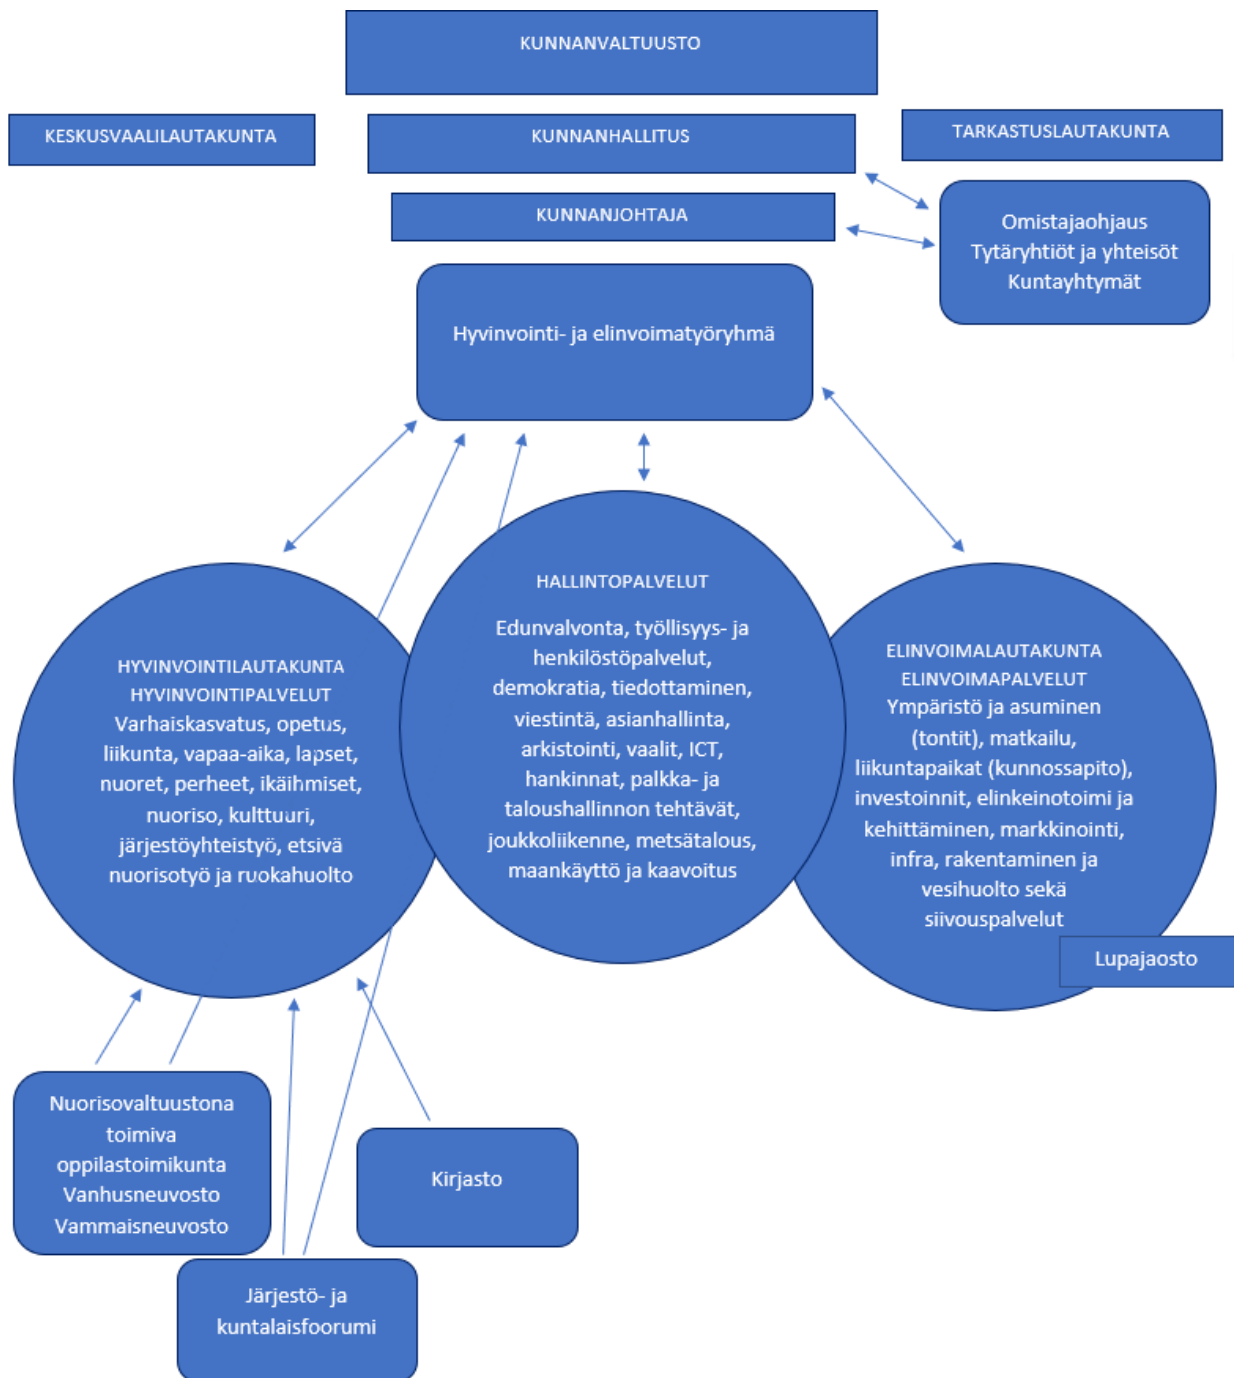 KUNNANVALTUUSTO
KESKUSVAALILAUTAKUNTA
KUNNANHALLITUS
TARKASTUSLAUTAKUNTA
KUNNANJOHTAJA
Omistajaohjaus
Tytäryhtiöt ja yhteisöt
Kuntayhtymät
Hyvinvointi- ja elinvoimatyöryhmä
HYVINVOINTILAUTAKUNTA
HYVINVOINTIPALVELUT
Varhaiskasvatus, opetus,
liikunta, vapaa-aika, lapset,
nuoret, perheet, ikäihmiset,
nuoriso, kulttuuri,
järjestöyhteistyö, etsivä
nuorisotyö ja ruokahuolto
HALLINTOPALVELUT
Edunvalvonta, työllisyys- ja
henkilöstöpalvelut,
demokratia, tiedottaminen,
viestintä, asianhallinta,
arkistointi, vaalit, ICT,
hankinnat, palkka- ja
taloushallinnon tehtävät,
joukkoliikenne, metsätalous,
maankäyttö ja kaavoitus
ELINVOIMALAUTAKUNTA
ELINVOIMAPALVELUT
Ympäristö ja asuminen
(tontit), matkailu,
liikuntapaikat (kunnossapito),
investoinnit, elinkeinotoimi ja
kehittäminen, markkinointi,
infra, rakentaminen ja
vesihuolto sekä
siivouspalvelut
Lupajaosto
Nuorisovaltuustona
toimiva
oppilastoimikunta
Vanhusneuvosto
Vammaisneuvosto
Kirjasto
Järjestö- ja
kuntalaisfoorumi